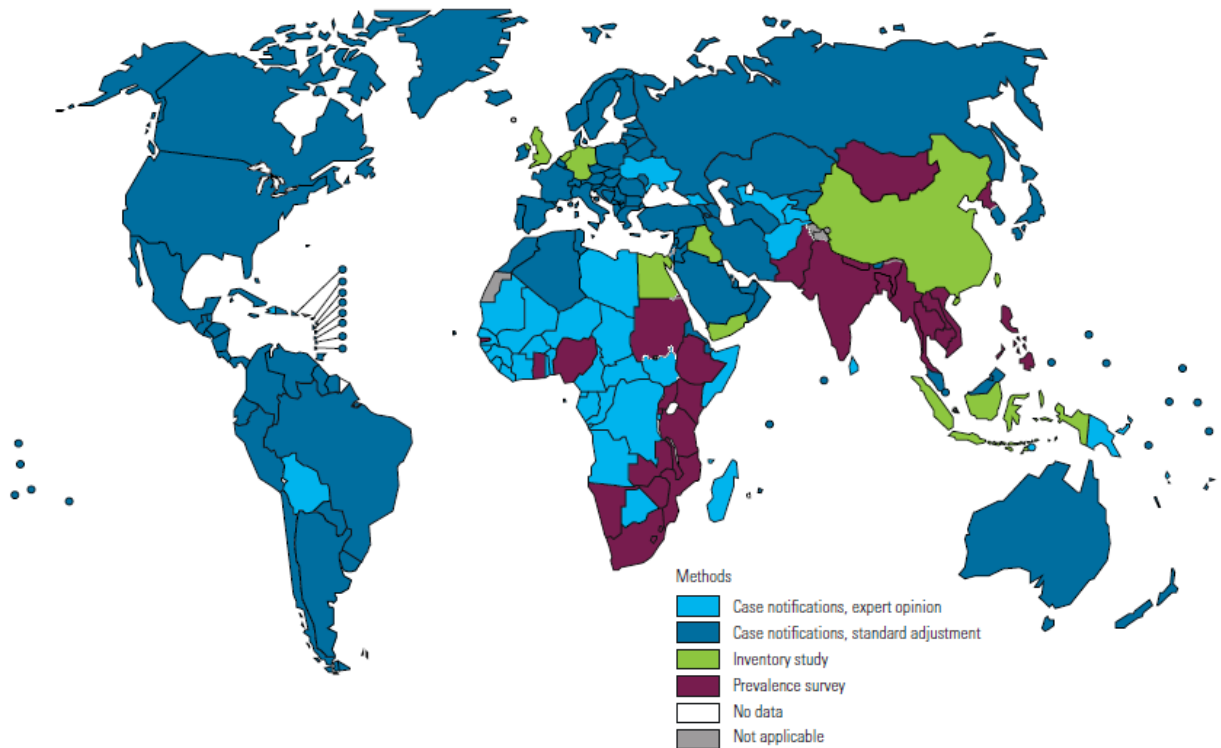 Methods
Case notifications, expert opinion
Case notifications, standard adjustment
Inventory study
Prevalence survey
No data
Not applicable